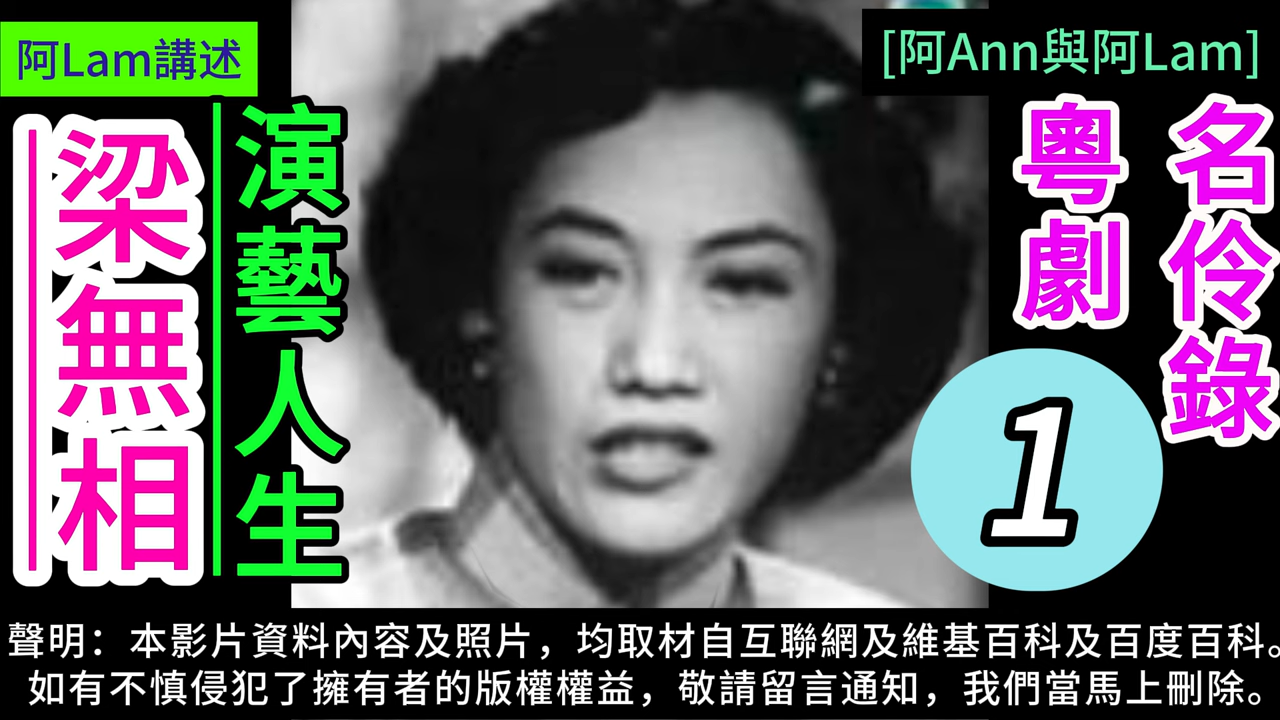 阿Lam講述
[阿Ann與阿Lam]
梁無相
演藝人生
粵劇
名伶錄
1
聲明：本影片資料內容及照片，均取材自互聯網及維基百科及百度百科。
如有不慎侵犯了擁有者的版權權益，敬請留言通知，我們當馬上刪除。